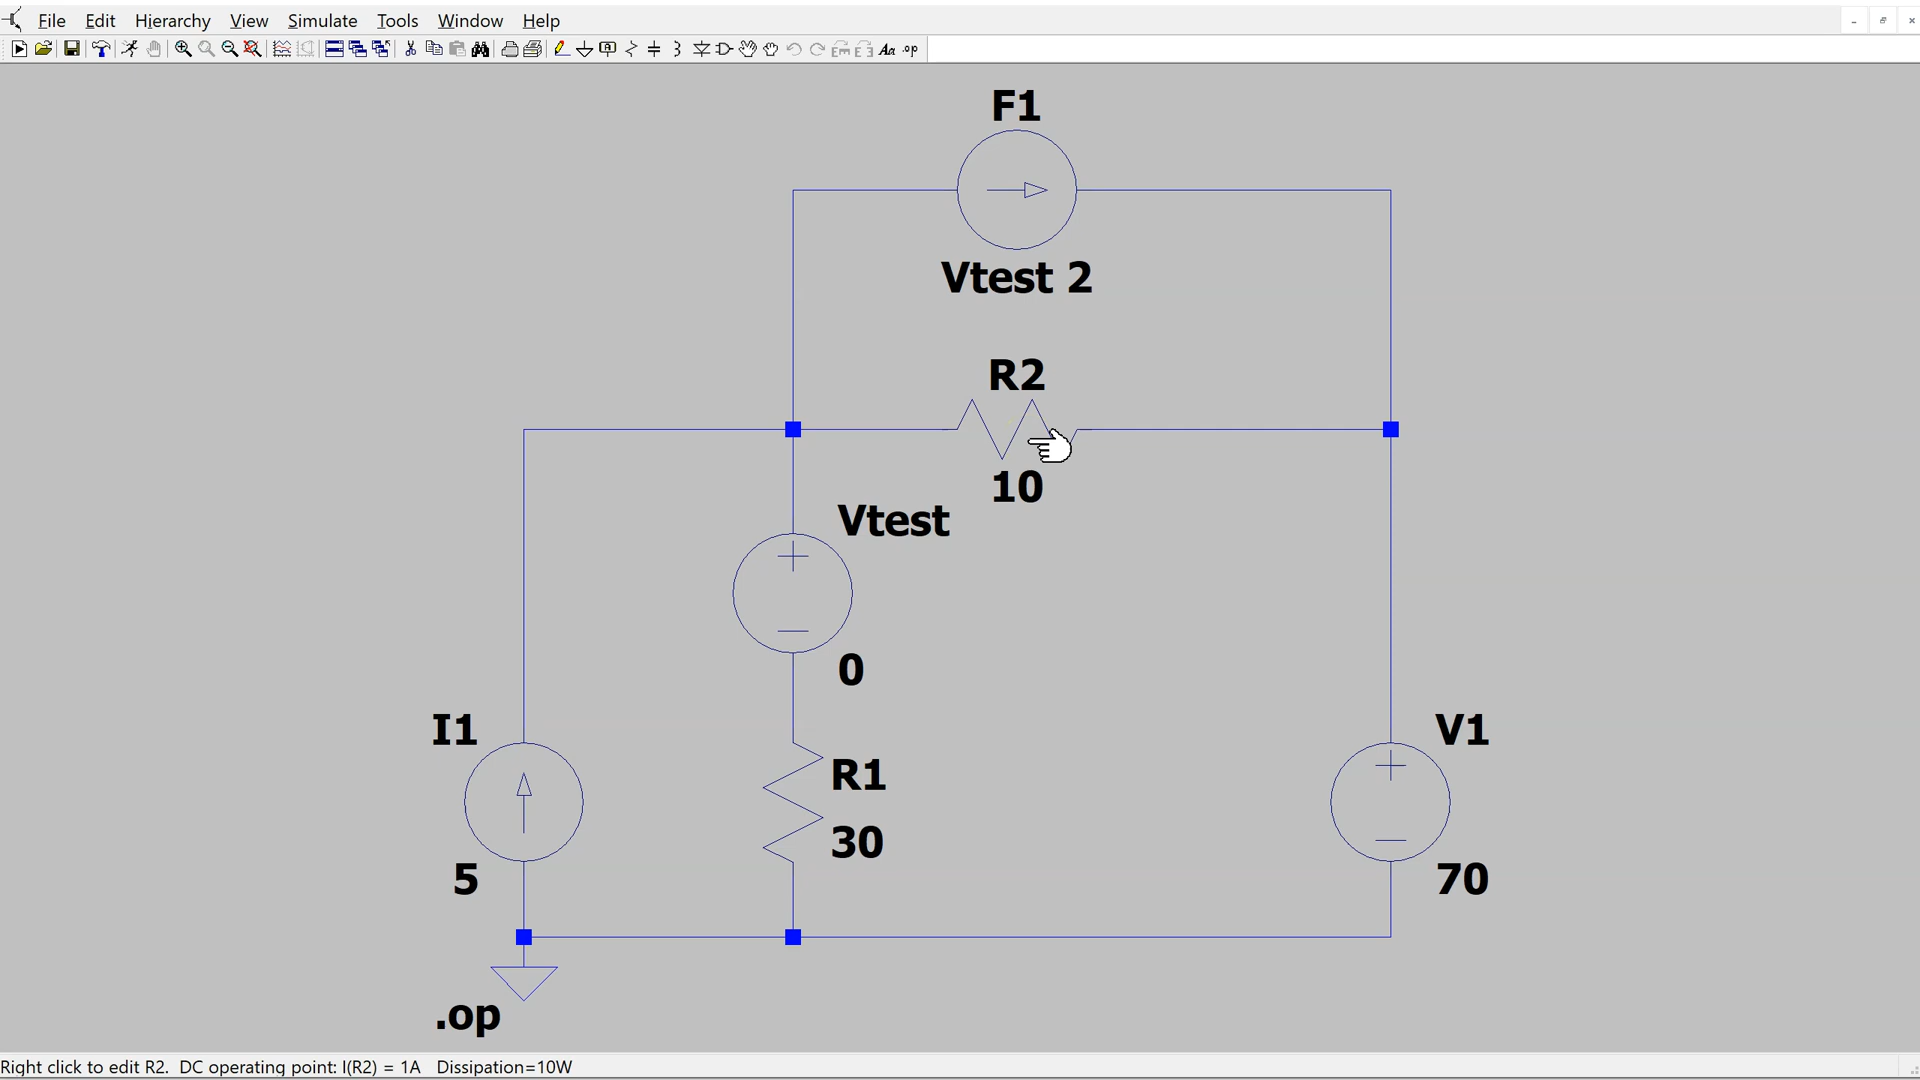 File Edit Hierarchy View Simulate Tools Window Help
F1
Vtest 2
R2
10
Vtest
0
I1
5
R1
30
V1
70
.op
Right click to edit R2. DC operating point: I(R2) = 1A Dissipation=10W